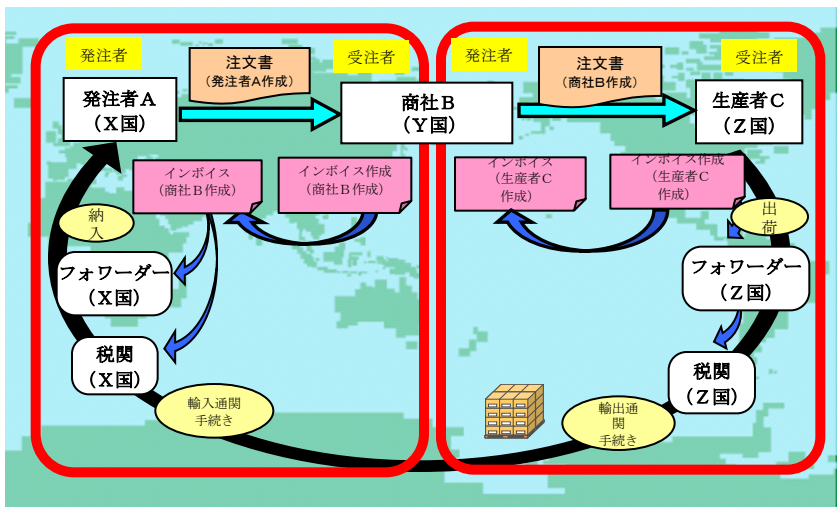 発注者
受注者
発注者
受注者
注文書
（発注者Ａ作成）
注文書
（商社Ｂ作成）
発注者Ａ
（Ｘ国）
商社Ｂ
（Ｙ国）
生産者Ｃ
（Ｚ国）
インボイス
（商社Ｂ作成）
インボイス作成
（商社Ｂ作成）
インボイス
（生産者Ｃ
作成）
インボイス作成
（生産者Ｃ
作成）
納
入
出
荷
フォワーダー
（Ｘ国）
フォワーダー
（Ｚ国）
税関
（Ｘ国）
税関
（Ｚ国）
輸入通関
手続き
輸出通
関
手続き